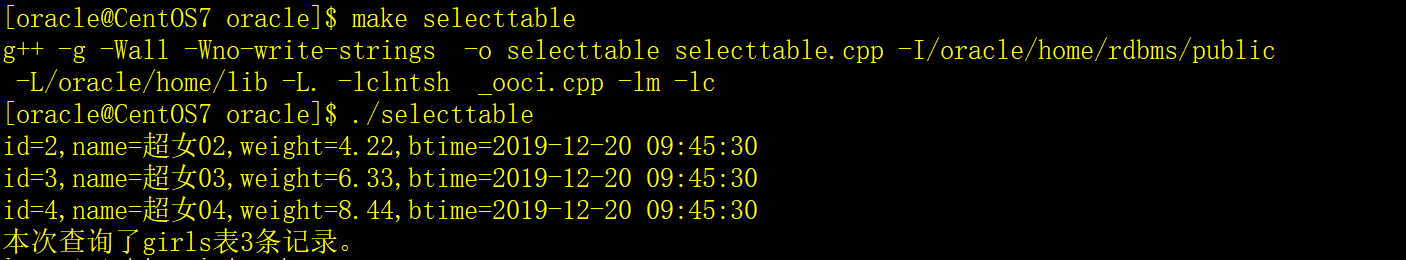 [oracle@CentOS7 oracle]$ make selecttable
g++ -g -Wall -Wno-write-strings  -o selecttable selecttable.cpp -I/oracle/home/rdbms/public
 -L/oracle/home/lib -L. -lclntsh  _ooci.cpp -lm -lc
[oracle@CentOS7 oracle]$ ./selecttable
id=2,name=超女02,weight=4.22,btime=2019-12-20 09:45:30
id=3,name=超女03,weight=6.33,btime=2019-12-20 09:45:30
id=4,name=超女04,weight=8.44,btime=2019-12-20 09:45:30
本次查询了girls表3条记录。